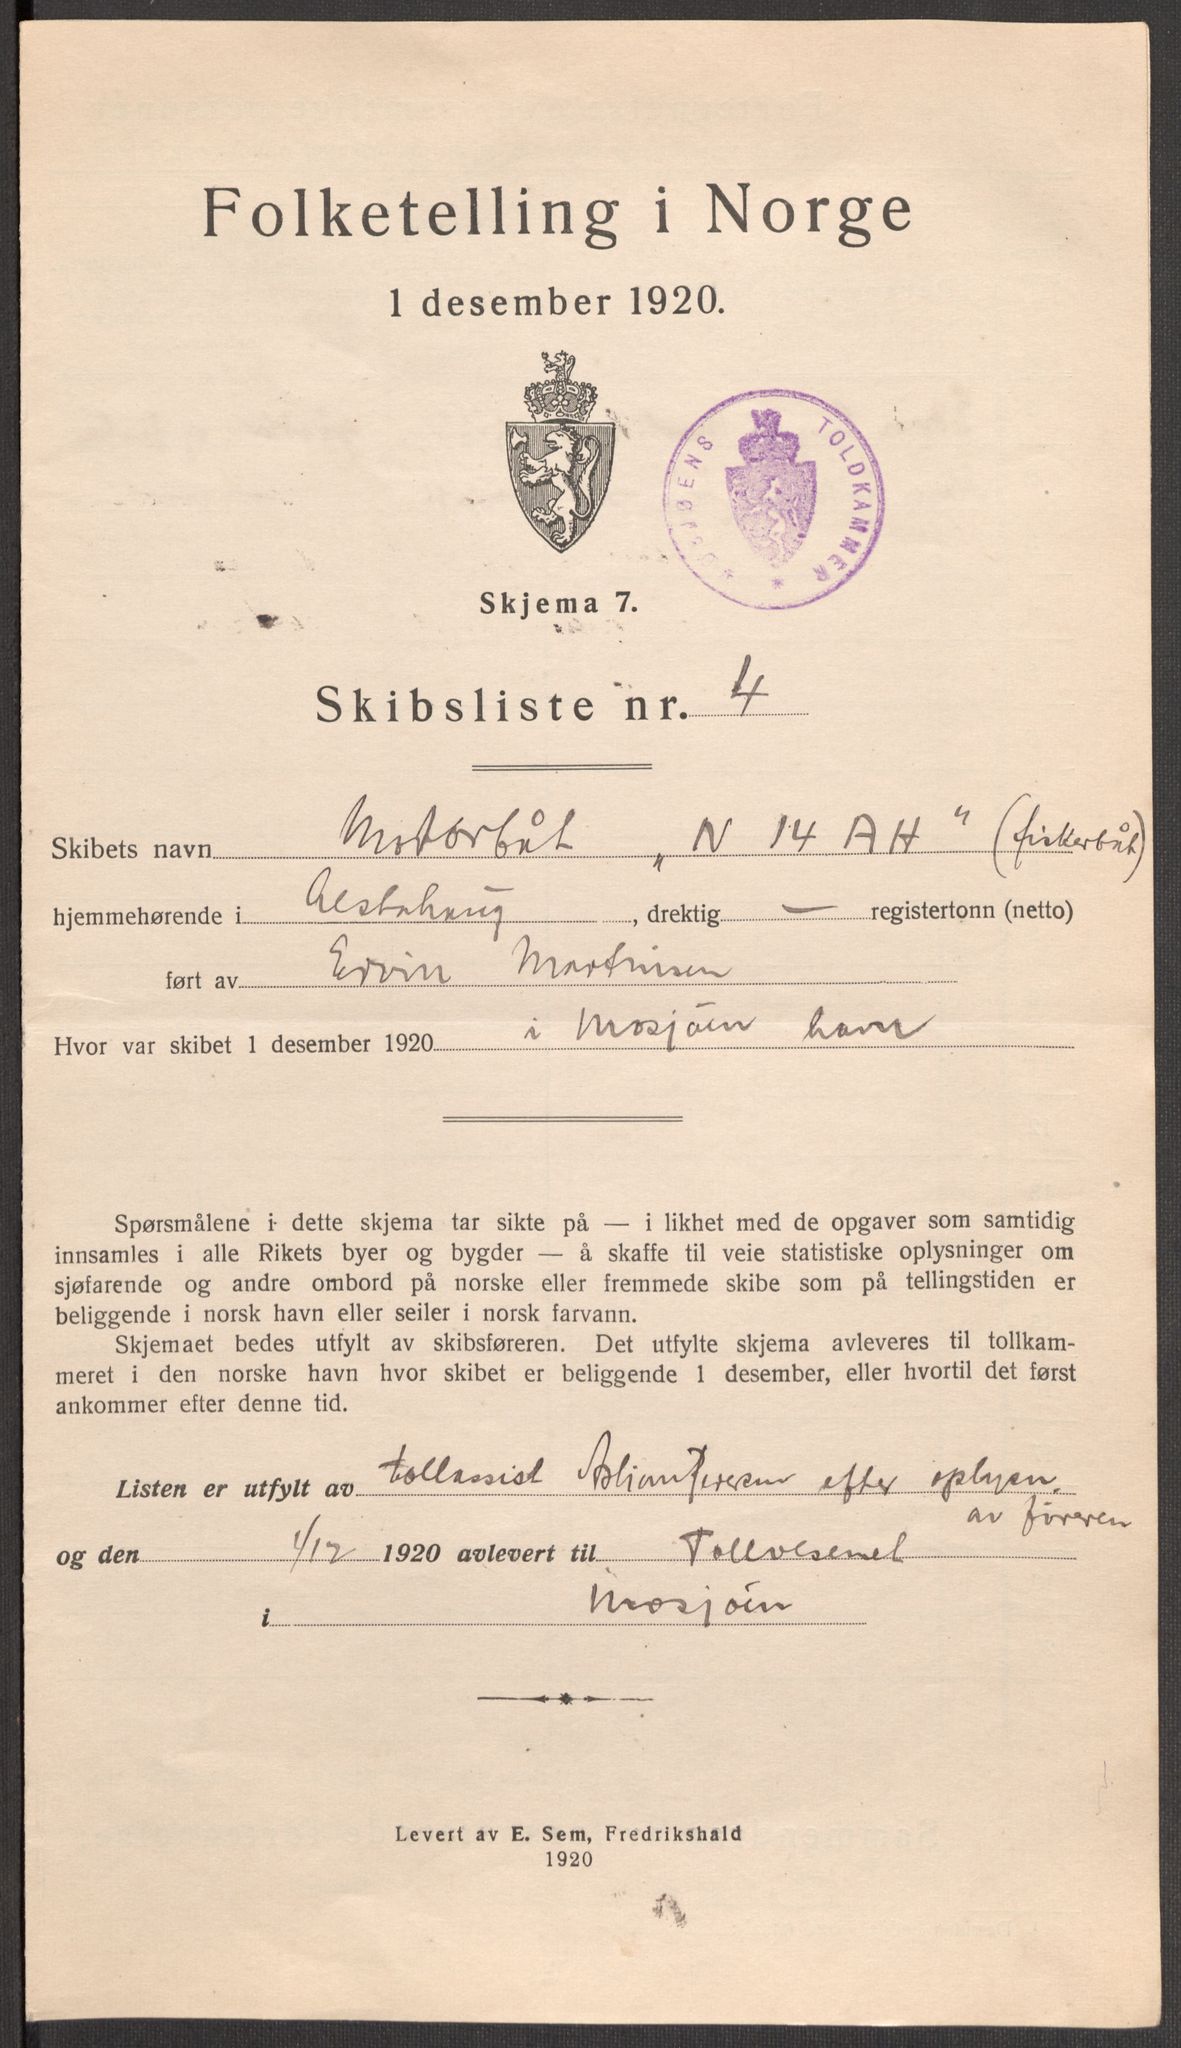 Folketelling i Norge
1 desember 1920.
OSJØENS TOLDKAMMER
Skjema 7.
Skibsliste nr. 4
Skibets navn Motorbåt „N 14 AH" (fiskerbåt)
hjemmehørende i Alstahaug, drektig — registertonn (netto)
ført av Ervin Martinsen
Hvor var skibet 1 desember 1920 i Mosjöen havn
Spørsmålene i dette skjema tar sikte på — i likhet med de opgaver som samtidig
innsamles i alle Rikets byer og bygder — å skaffe til veie statistiske oplysninger om
sjøfarende og andre ombord på norske eller fremmede skibe som på tellingstiden er
beliggende i norsk havn eller seiler i norsk farvann.
Skjemaet bedes utfylt av skibsføreren. Det utfylte skjema avleveres til tollkam-
meret i den norske havn hvor skibet er beliggende 1 desember, eller hvortil det først
ankommer efter denne tid.
Listen er utfylt av tollassist efter oplysn.
av föreren
og den 1/12 1920 avlevert til Tollvesenet
i Mosjöen
Levert av E. Sem, Fredrikshald
1920